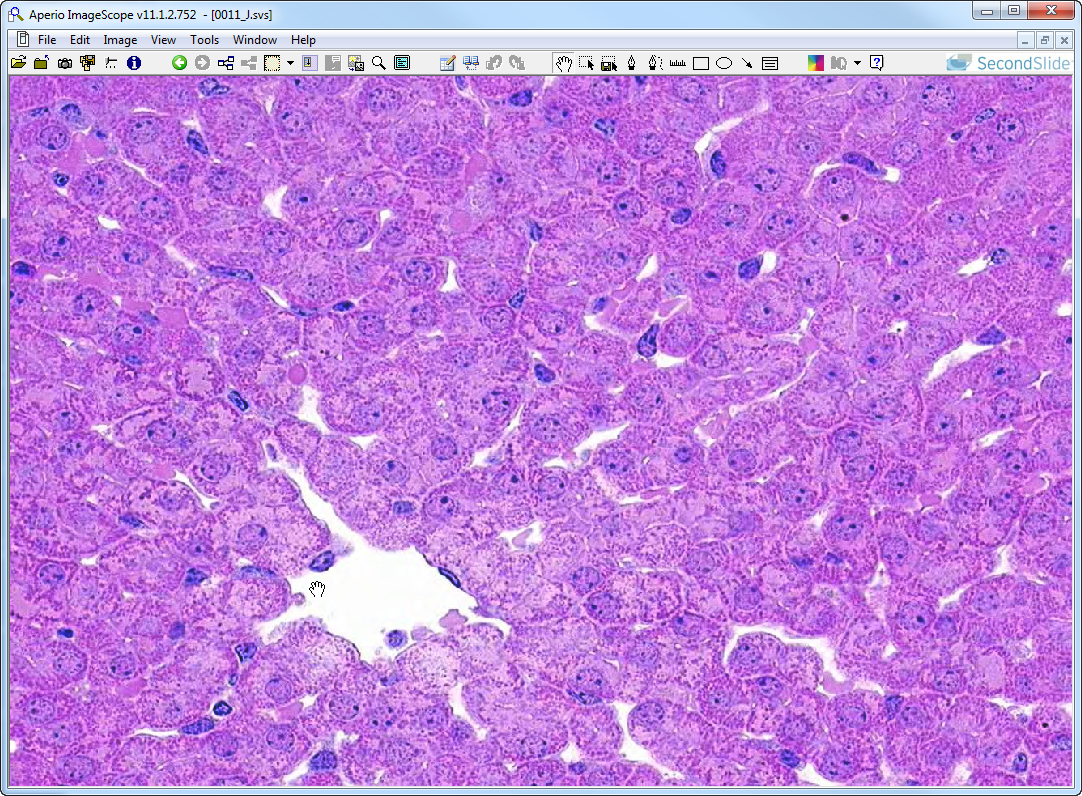 Aperio ImageScope v11.1.2.752 - [0011_J.svs]
File Edit Image View Tools Window Help
SecondSlide